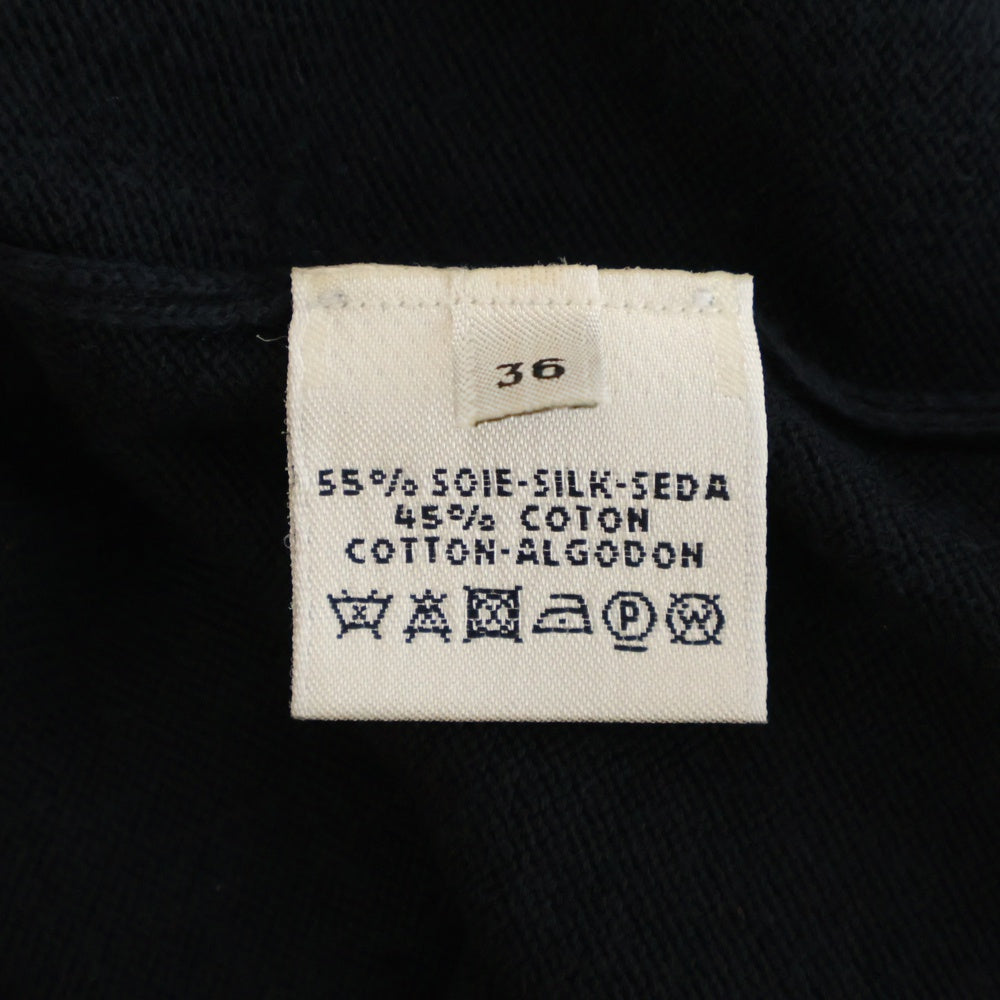 36
55% SOIE-SILK-SEDA
45% COTON
COTTON-ALGODON
P W